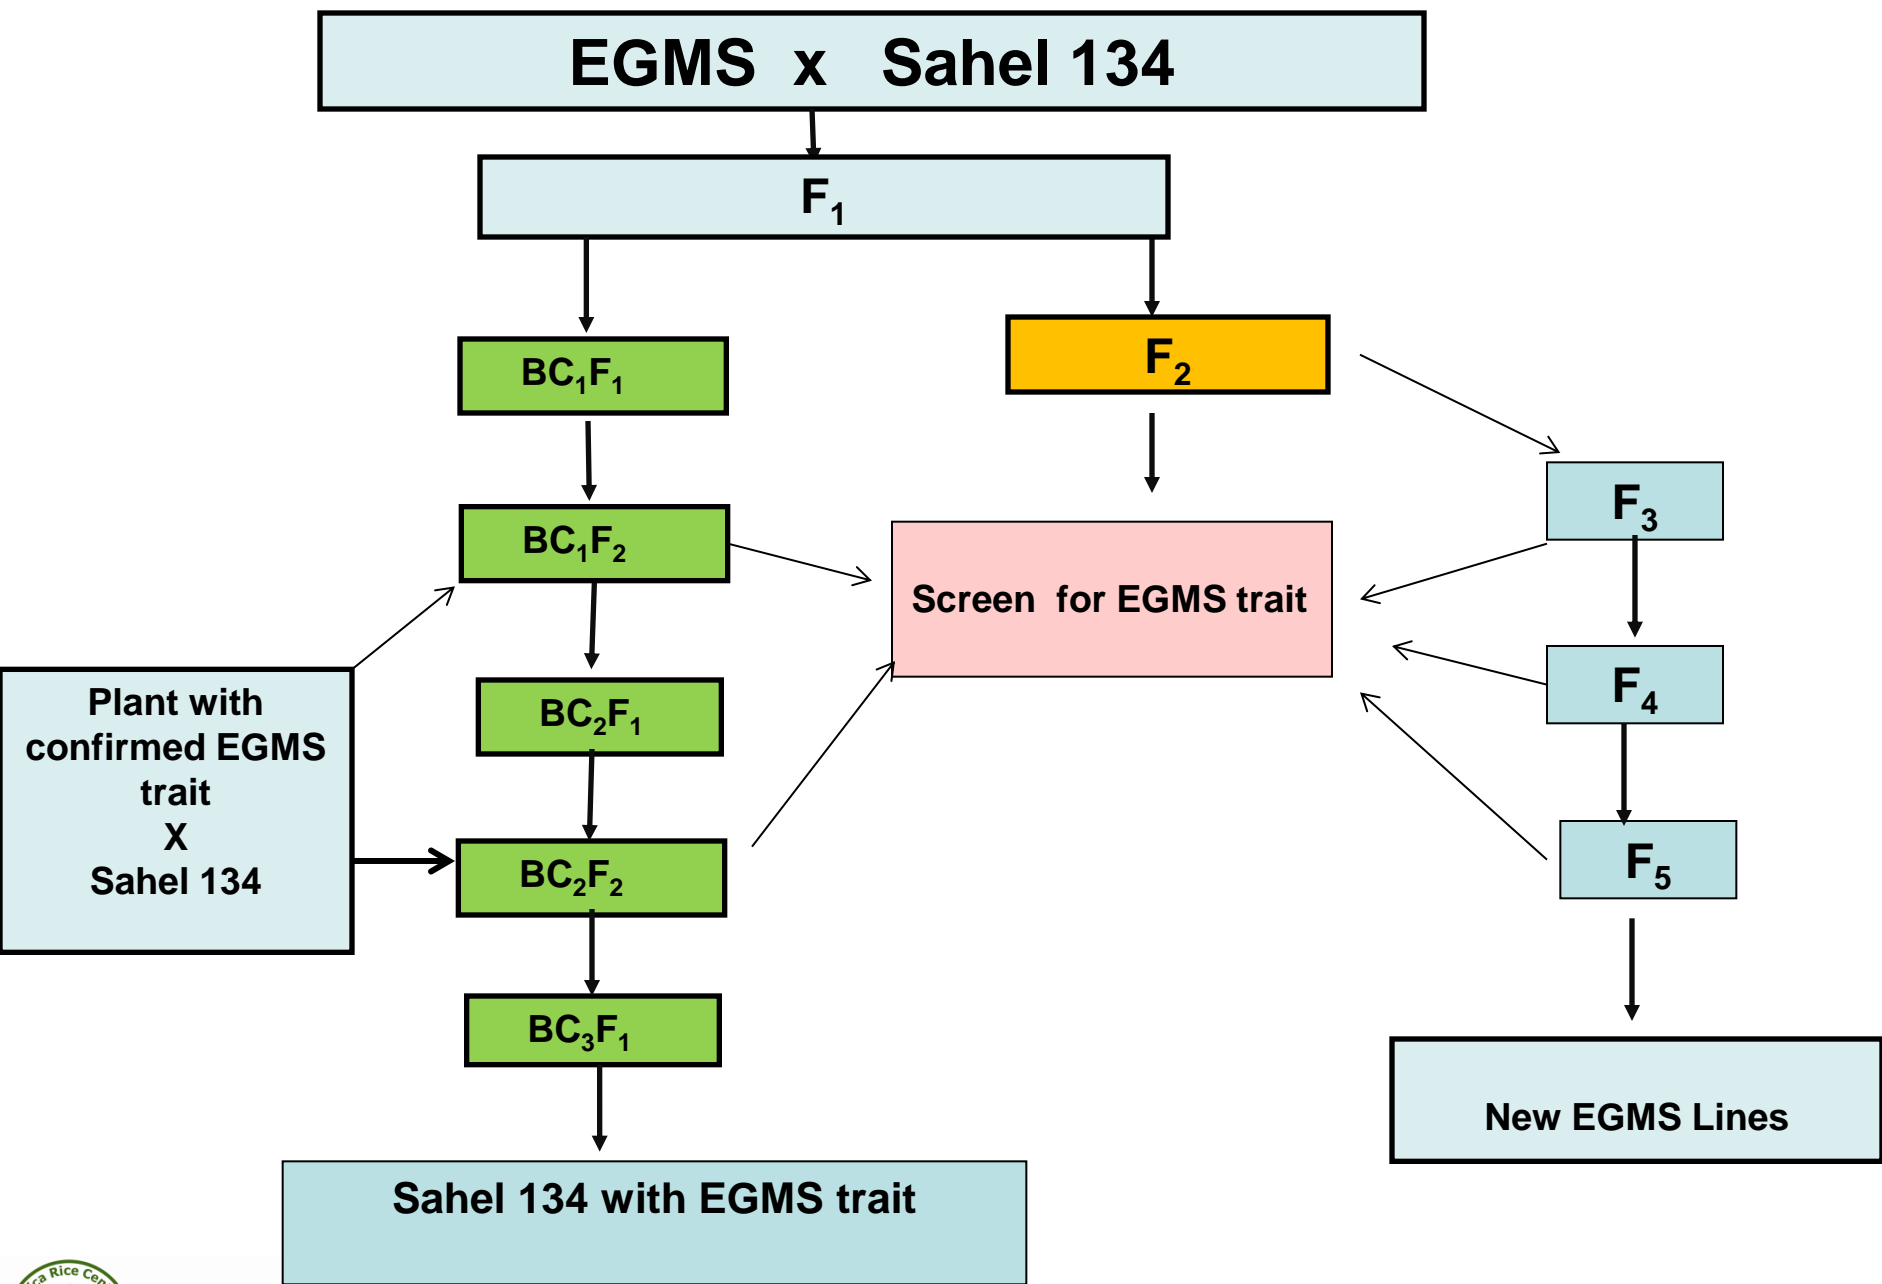 EGMS x Sahel 134
F₁
BC₁F₁
F₂
BC₁F₂
F₃
Screen for EGMS trait
Plant with
confirmed EGMS
trait
X
Sahel 134
BC₂F₁
F₄
BC₂F₂
F₅
BC₃F₁
New EGMS Lines
Sahel 134 with EGMS trait
Rice